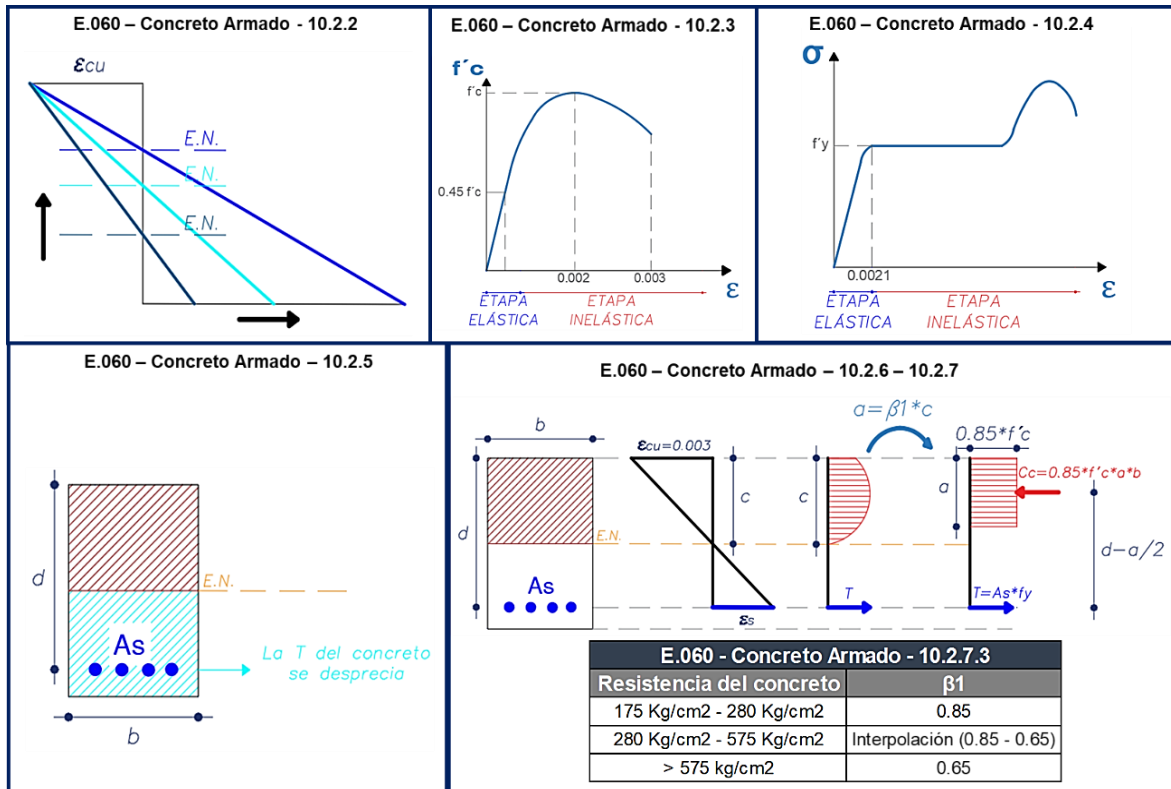 E.060 – Concreto Armado - 10.2.2
εcu
E.N.
E.N.
E.N.
E.060 – Concreto Armado - 10.2.3
f´c
f'c
0.45 f'c
0.002
0.003
ε
ETAPA
ELÁSTICA
ETAPA
INELÁSTICA
E.060 – Concreto Armado - 10.2.4
σ
f'y
0.0021
ε
ETAPA
ELÁSTICA
ETAPA
INELÁSTICA
E.060 – Concreto Armado – 10.2.5
d
E.N.
As
La T del concreto
se desprecia
b
E.060 – Concreto Armado – 10.2.6 – 10.2.7
a=β1*c
b
εcu=0.003
0.85*f'c
Cc=0.85*f'c*a*b
c
c
a
d
E.N.
d-a/2
As
T
T=As*fy
εs
E.060 - Concreto Armado - 10.2.7.3
Resistencia del concreto β1
175 Kg/cm2 - 280 Kg/cm2 0.85
280 Kg/cm2 - 575 Kg/cm2 Interpolación (0.85 - 0.65)
> 575 kg/cm2 0.65